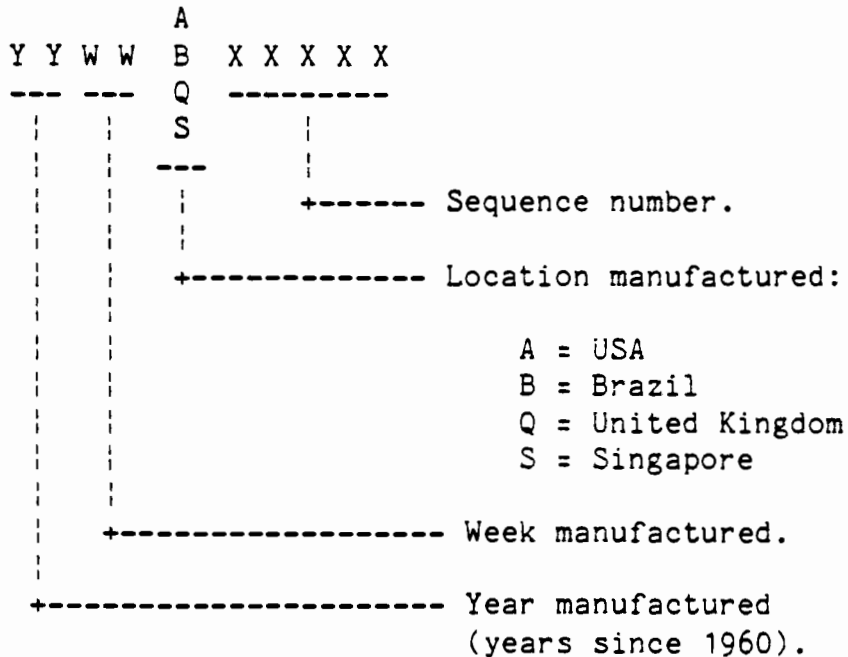 A
Y Y W W B X X X X X
--- --- Q ---------
S
---
+------ Sequence number.
+------------- Location manufactured:
A = USA
B = Brazil
Q = United Kingdom
S = Singapore
+----------------- Week manufactured.
+---------------------- Year manufactured
(years since 1960).